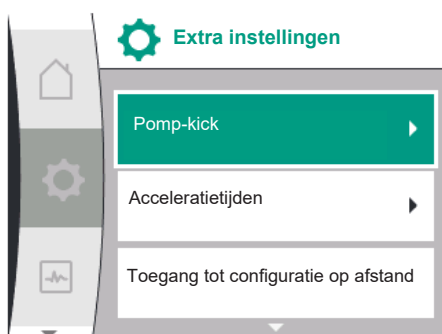 Extra instellingen
Pomp-kick
Acceleratietijden
Toegang tot configuratie op afstand